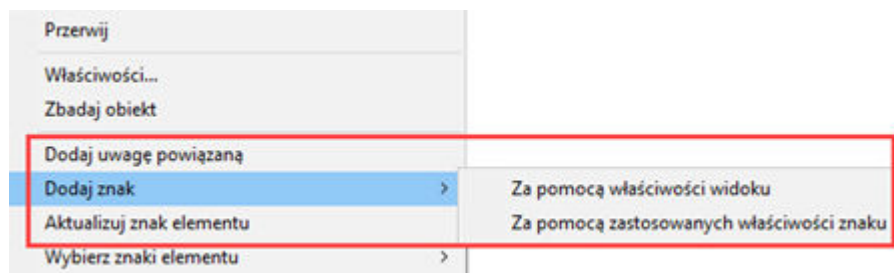 Przerwij
Właściwości...
Zbadaj obiekt
Dodaj uwagę powiązaną
Dodaj znak
Za pomocą właściwości widoku
Aktualizuj znak elementu
Za pomocą zastosowanych właściwości znaku
Wybierz znaki elementu